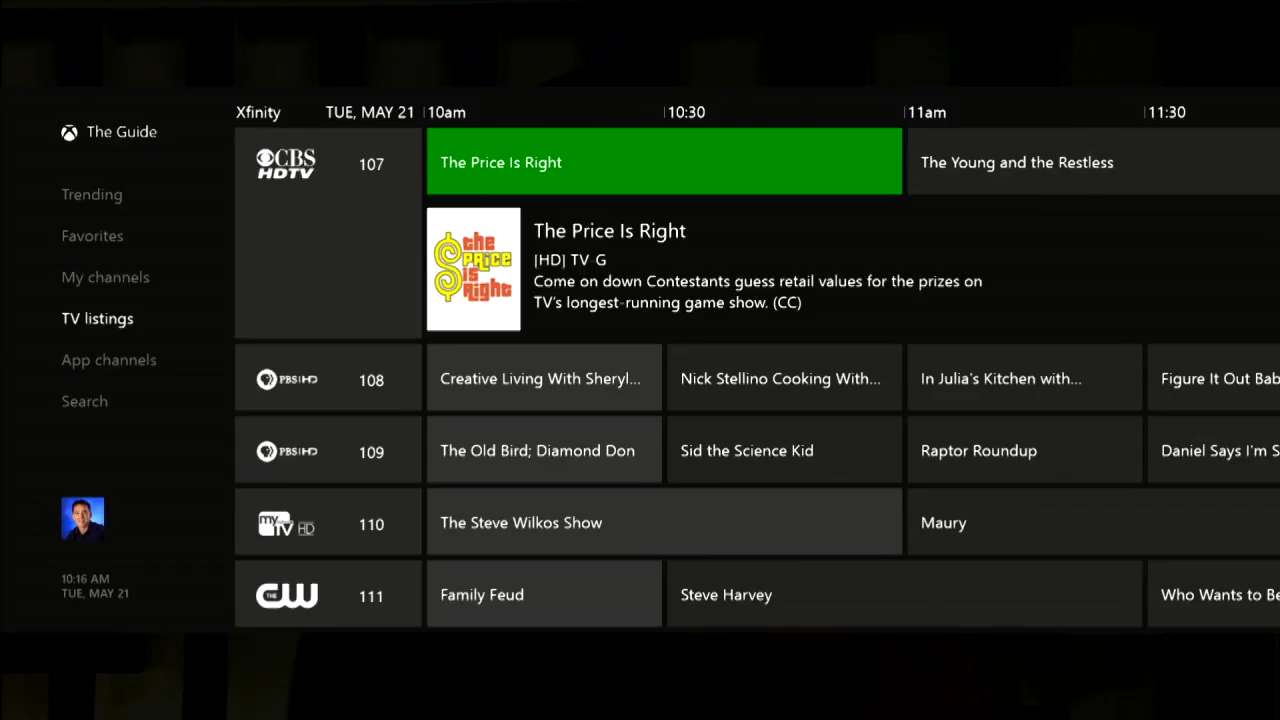 Xfinity TUE, MAY 21 10am 10:30 11am 11:30
The Guide
Trending
Favorites
My channels
TV listings
App channels
Search
10:16 AM
TUE, MAY 21
CBS
HDTV
107
The Price Is Right
The Young and the Restless
the
PRICE
is
Right
The Price Is Right
|HD| TV-G
Come on down Contestants guess retail values for the prizes on
TV's longest-running game show. (CC)
PBS HD 108 Creative Living With Sheryl... Nick Stellino Cooking With... In Julia's Kitchen with... Figure It Out Bab
PBS HD 109 The Old Bird; Diamond Don Sid the Science Kid Raptor Roundup Daniel Says I'm S
my TV HD 110 The Steve Wilkos Show Maury
THE CW 111 Family Feud Steve Harvey Who Wants to Be